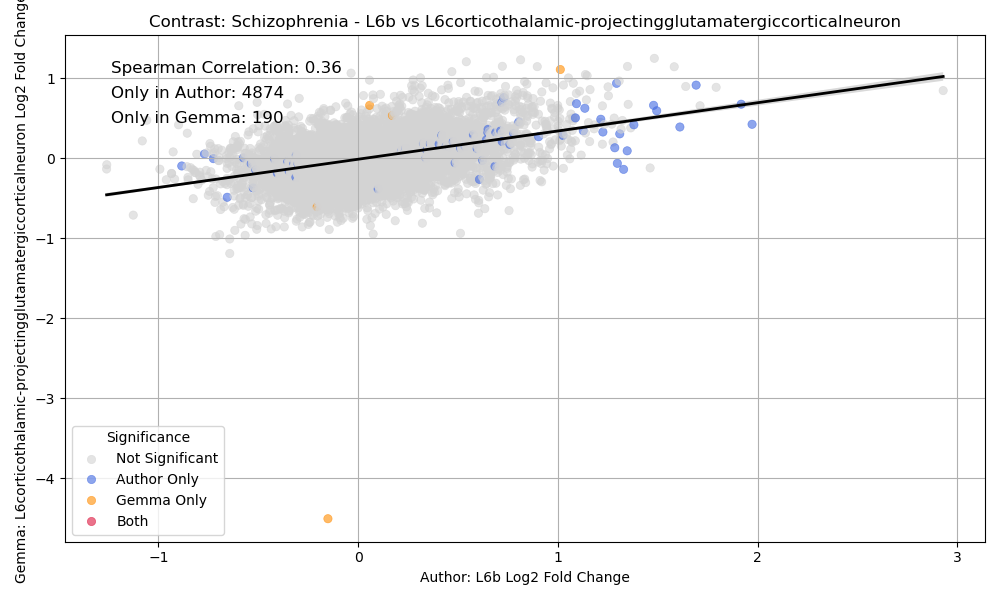 Contrast: Schizophrenia - L6b vs L6corticothalamic-projectingglutamatergiccorticalneuron
Spearman Correlation: 0.36
Only in Author: 4874
Only in Gemma: 190
1
0
−1
−2
−3
−4
Gemma: L6corticothalamic-projectingglutamatergiccorticalneuron Log2 Fold Change
Significance
Not Significant
Author Only
Gemma Only
Both
−1
0
1
2
3
Author: L6b Log2 Fold Change